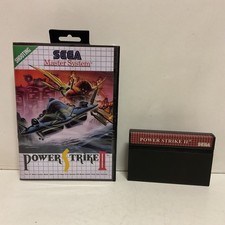 SEGA
Master System
POWER STRIKE II
POWER STRIKE II
SEGA